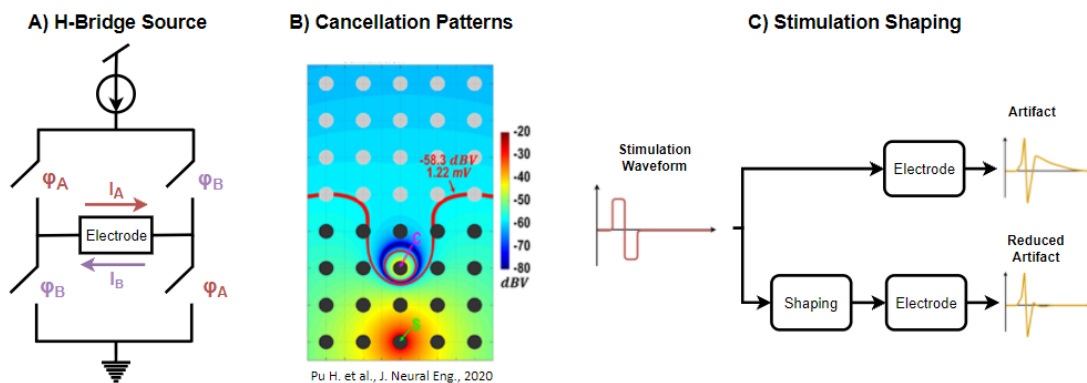 A) H-Bridge Source
φA
φB
IA
Electrode
IB
φB
φA
B) Cancellation Patterns
-58.3 dBV
1.22 mV
C
S
-20
-30
-40
-50
-60
-70
-80
dBV
Pu H. et al., J. Neural Eng., 2020
C) Stimulation Shaping
Stimulation
Waveform
Electrode
Artifact
Shaping
Electrode
Reduced
Artifact